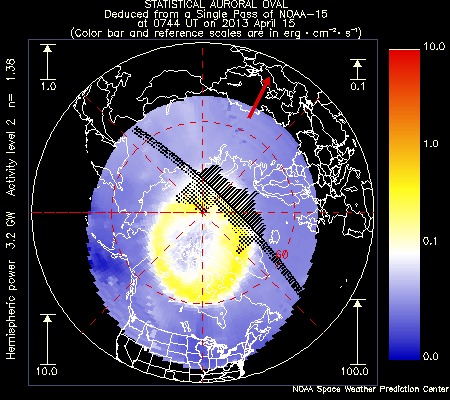 STATISTICAL AURORAL OVAL
Deduced from a Single Pass of NOAA-15
at 0744 UT on 2013 April 15
(Color bar and reference scales are in erg · cm⁻² · s⁻¹)
Hemispheric power 3.2 GW Activity level 2 n= 1.38
1.0
0.1
10.0
100.0
60
10.0
1.0
0.1
0.0
NOAA Space Weather Prediction Center